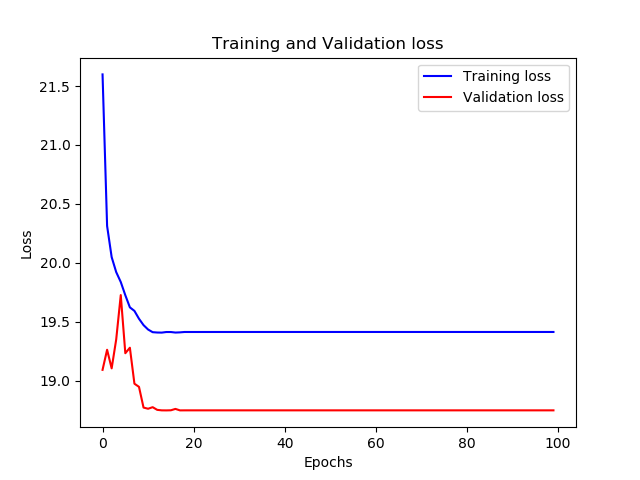 Training and Validation loss
Training loss
Validation loss
21.5
21.0
20.5
20.0
19.5
19.0
Loss
0 20 40 60 80 100
Epochs